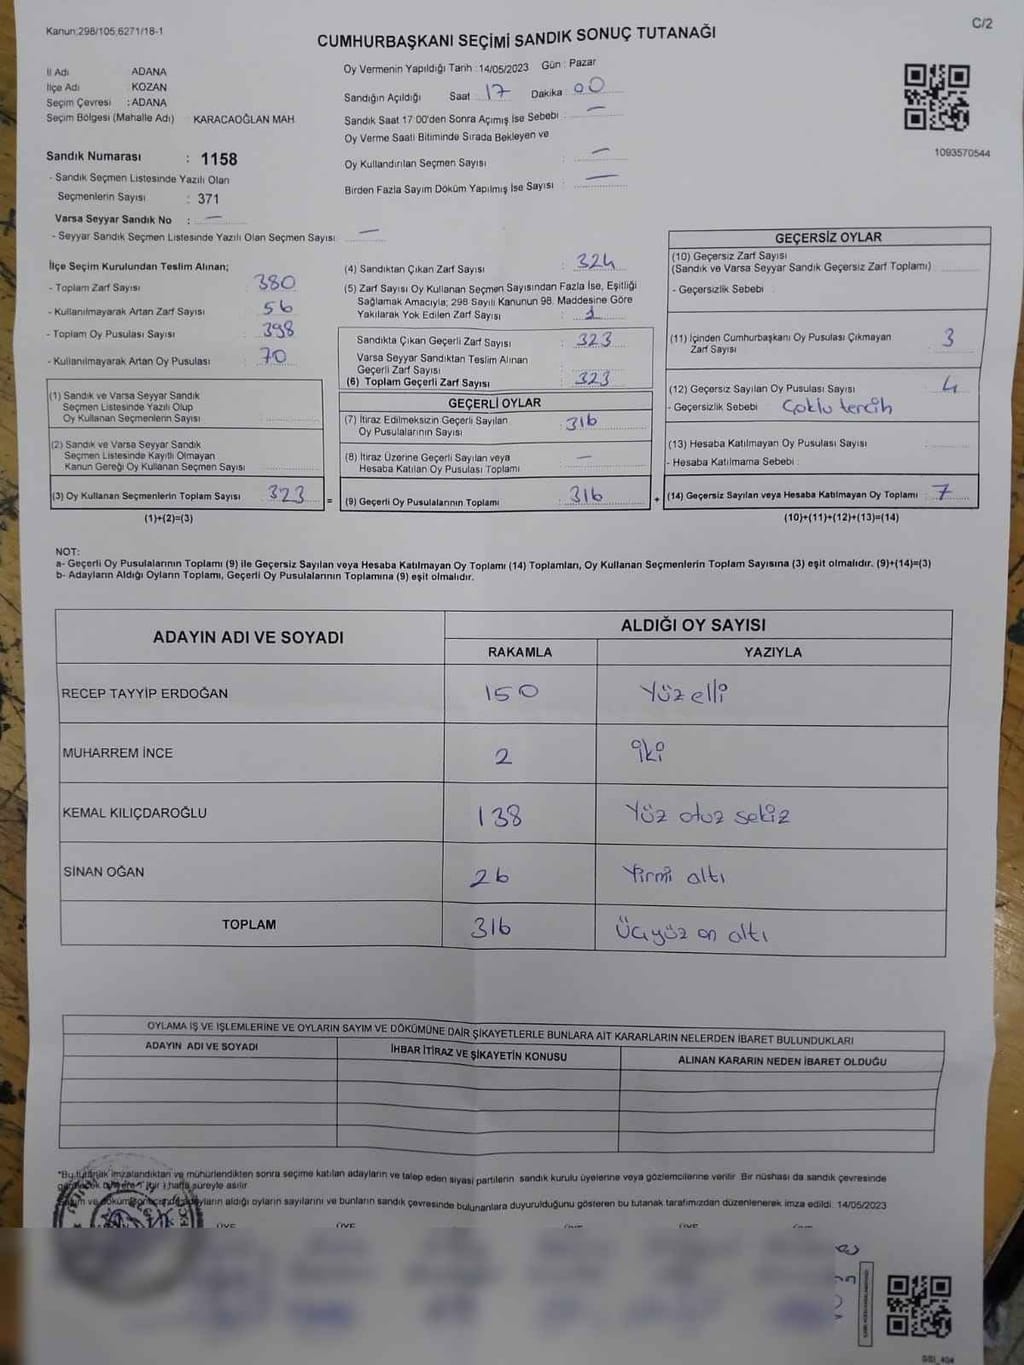 Kanun:298/105,6271/18-1
C/2
CUMHURBAŞKANI SEÇİMİ SANDIK SONUÇ TUTANAĞI
İl Adı ADANA
İlçe Adı KOZAN
Seçim Çevresi : ADANA
Seçim Bölgesi (Mahalle Adı) KARACAOĞLAN MAH.
Oy Vermenin Yapıldığı Tarih : 14/05/2023 Gün : Pazar
Sandığın Açıldığı Saat 17 Dakika 00
Sandık Saat 17 00'den Sonra Açımış İse Sebebi : —
Oy Verme Saati Bitiminde Sırada Bekleyen ve
Oy Kullandırılan Seçmen Sayısı : —
Birden Fazla Sayım Döküm Yapılmış İse Sayısı : —
1093570544
Sandık Numarası : 1158
- Sandık Seçmen Listesinde Yazılı Olan
Seçmenlerin Sayısı : 371
Varsa Seyyar Sandık No : —
- Seyyar Sandık Seçmen Listesinde Yazılı Olan Seçmen Sayısı : —
İlçe Seçim Kurulundan Teslim Alınan;
- Toplam Zarf Sayısı : 380
- Kullanılmayarak Artan Zarf Sayısı : 56
- Toplam Oy Pusulası Sayısı : 398
- Kullanılmayarak Artan Oy Pusulası : 70
(1) Sandık ve Varsa Seyyar Sandık
Seçmen Listesinde Yazılı Olup
Oy Kullanan Seçmenlerin Sayısı
(2) Sandık ve Varsa Seyyar Sandık
Seçmen Listesinde Kayıtlı Olmayan
Kanun Gereği Oy Kullanan Seçmen Sayısı
(3) Oy Kullanan Seçmenlerin Toplam Sayısı 323 =
(1)+(2)=(3)
(4) Sandıktan Çıkan Zarf Sayısı : 324
(5) Zarf Sayısı Oy Kullanan Seçmen Sayısından Fazla İse, Eşitliği
Sağlamak Amacıyla; 298 Sayılı Kanunun 98. Maddesine Göre
Yakılarak Yok Edilen Zarf Sayısı : 1
Sandıkta Çıkan Geçerli Zarf Sayısı : 323
Varsa Seyyar Sandıktan Teslim Alınan
Geçerli Zarf Sayısı :
(6) Toplam Geçerli Zarf Sayısı : 323
GEÇERLİ OYLAR
(7) İtiraz Edilmeksizin Geçerli Sayılan
Oy Pusulalarının Sayısı : 316
(8) İtiraz Üzerine Geçerli Sayılan veya
Hesaba Katılan Oy Pusulası Toplamı : —
(9) Geçerli Oy Pusulalarının Toplamı : 316 +
GEÇERSİZ OYLAR
(10) Geçersiz Zarf Sayısı
(Sandık ve Varsa Seyyar Sandık Geçersiz Zarf Toplamı)
- Geçersizlik Sebebi :
(11) İçinden Cumhurbaşkanı Oy Pusulası Çıkmayan
Zarf Sayısı 3
(12) Geçersiz Sayılan Oy Pusulası Sayısı 4
- Geçersizlik Sebebi Çoklu tercih
(13) Hesaba Katılmayan Oy Pusulası Sayısı
- Hesaba Katılmama Sebebi :
(14) Geçersiz Sayılan veya Hesaba Katılmayan Oy Toplamı : 7
(10)+(11)+(12)+(13)=(14)
NOT:
a- Geçerli Oy Pusulalarının Toplamı (9) ile Geçersiz Sayılan veya Hesaba Katılmayan Oy Toplamı (14) Toplamları, Oy Kullanan Seçmenlerin Toplam Sayısına (3) eşit olmalıdır. (9)+(14)=(3)
b- Adayların Aldığı Oyların Toplamı, Geçerli Oy Pusulalarının Toplamına (9) eşit olmalıdır.
ADAYIN ADI VE SOYADI ALDIĞI OY SAYISI
RAKAMLA YAZIYLA
RECEP TAYYİP ERDOĞAN 150 Yüz elli
MUHARREM İNCE 2 iki
KEMAL KILIÇDAROĞLU 138 Yüz otuz sekiz
SİNAN OĞAN 26 Yirmi altı
TOPLAM 316 Üçyüz on altı
OYLAMA İŞ VE İŞLEMLERİNE VE OYLARIN SAYIM VE DÖKÜMÜNE DAİR ŞİKAYETLERLE BUNLARA AİT KARARLARIN NELERDEN İBARET BULUNDUKLARI
ADAYIN ADI VE SOYADI İHBAR İTİRAZ VE ŞİKAYETİN KONUSU ALINAN KARARIN NEDEN İBARET OLDUĞU
*Bu tutanak imzalandıktan ve mühürlendikten sonra seçime katılan adayların ve talep eden siyasi partilerin sandık kurulu üyelerine veya gözlemcilerine verilir. Bir nüshası da sandık çevresinde
süreyle asılır.
adayların aldığı oyların sayılarını ve bunların sandık çevresinde bulunanlara duyurulduğunu gösteren bu tutanak tarafımızdan düzenlenerek imza edildi. 14/05/2023
ÜYE ÜYE ÜYE